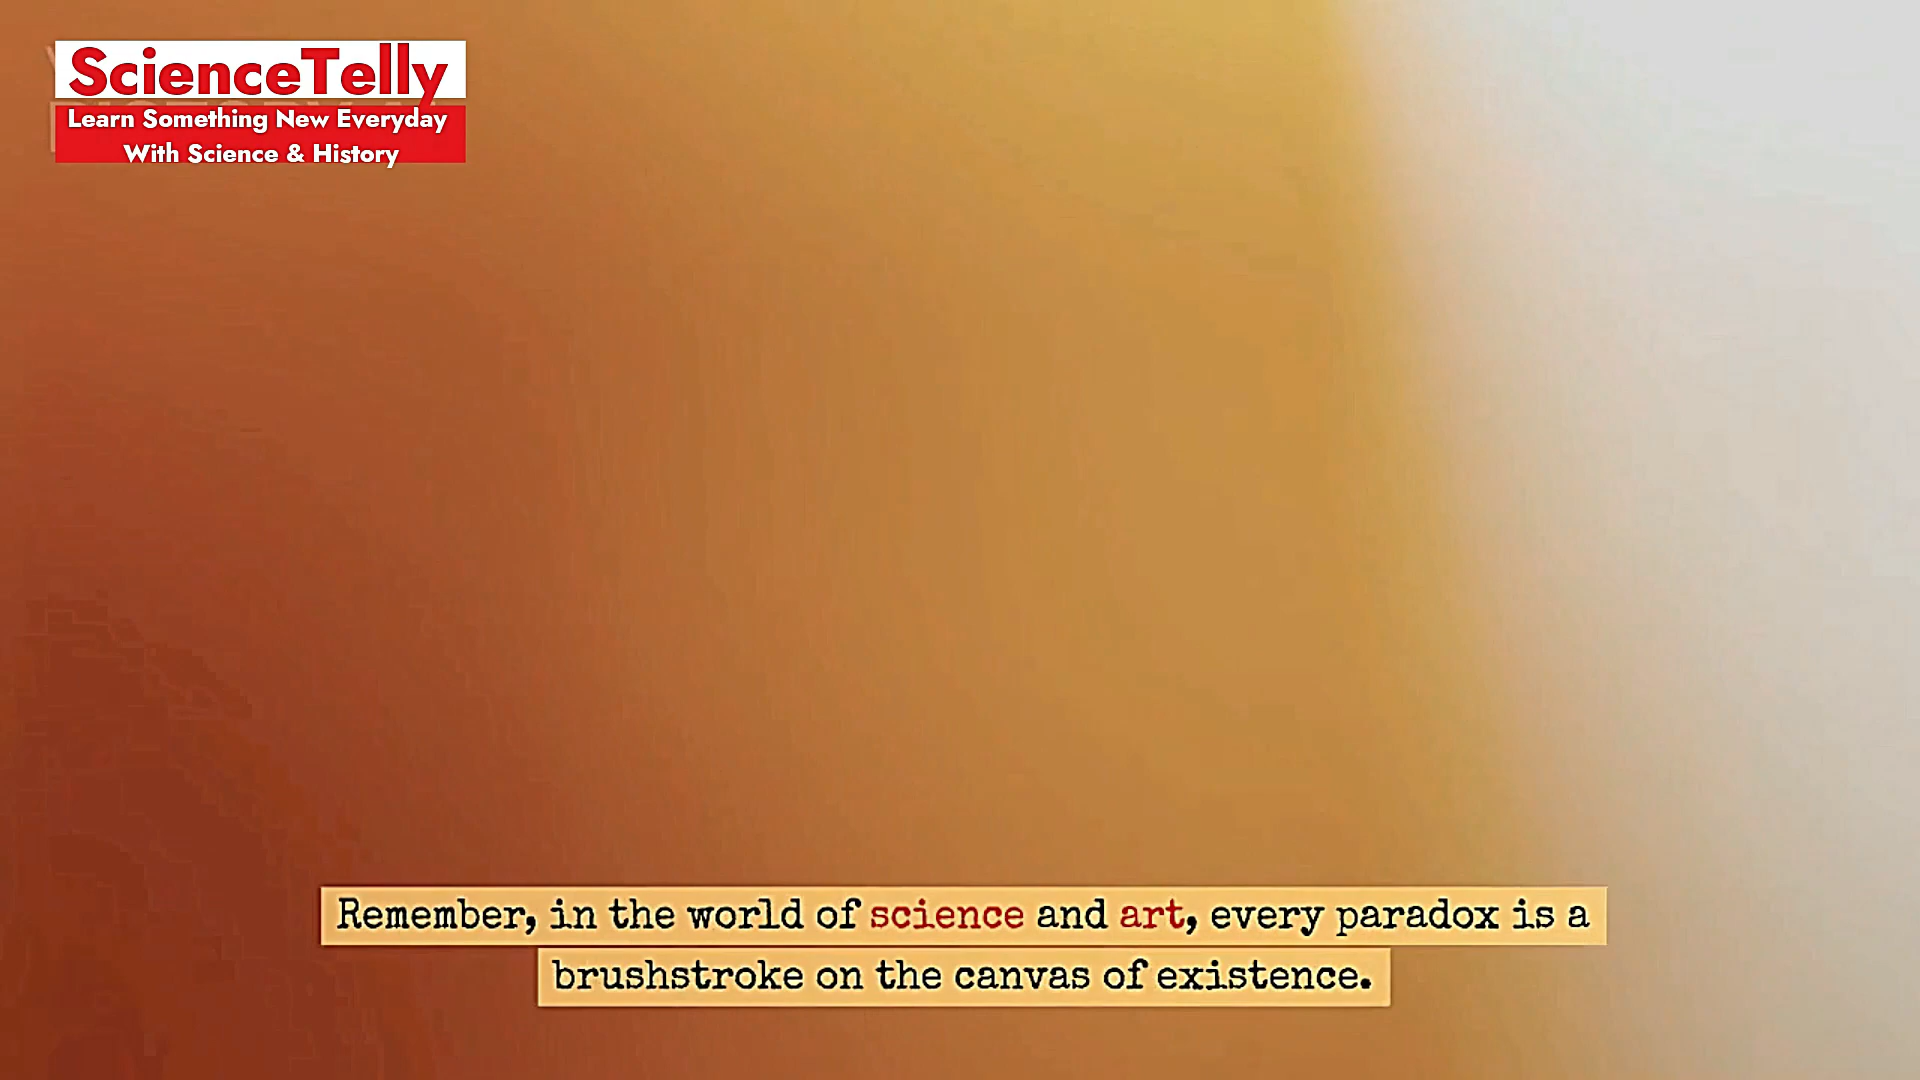 ScienceTelly
Learn Something New Everyday
With Science & History
Remember, in the world of science and art, every paradox is a
brushstroke on the canvas of existence.